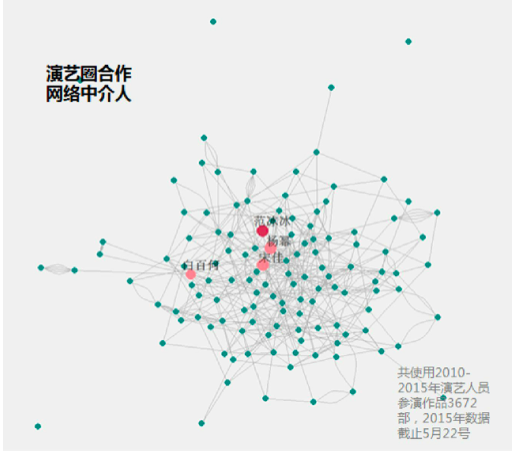 演艺圈合作
网络中介人
范冰冰
杨幂
宋佳
白百何
共使用2010-
2015年演艺人员
参演作品3672
部，2015年数据
截止5月22号